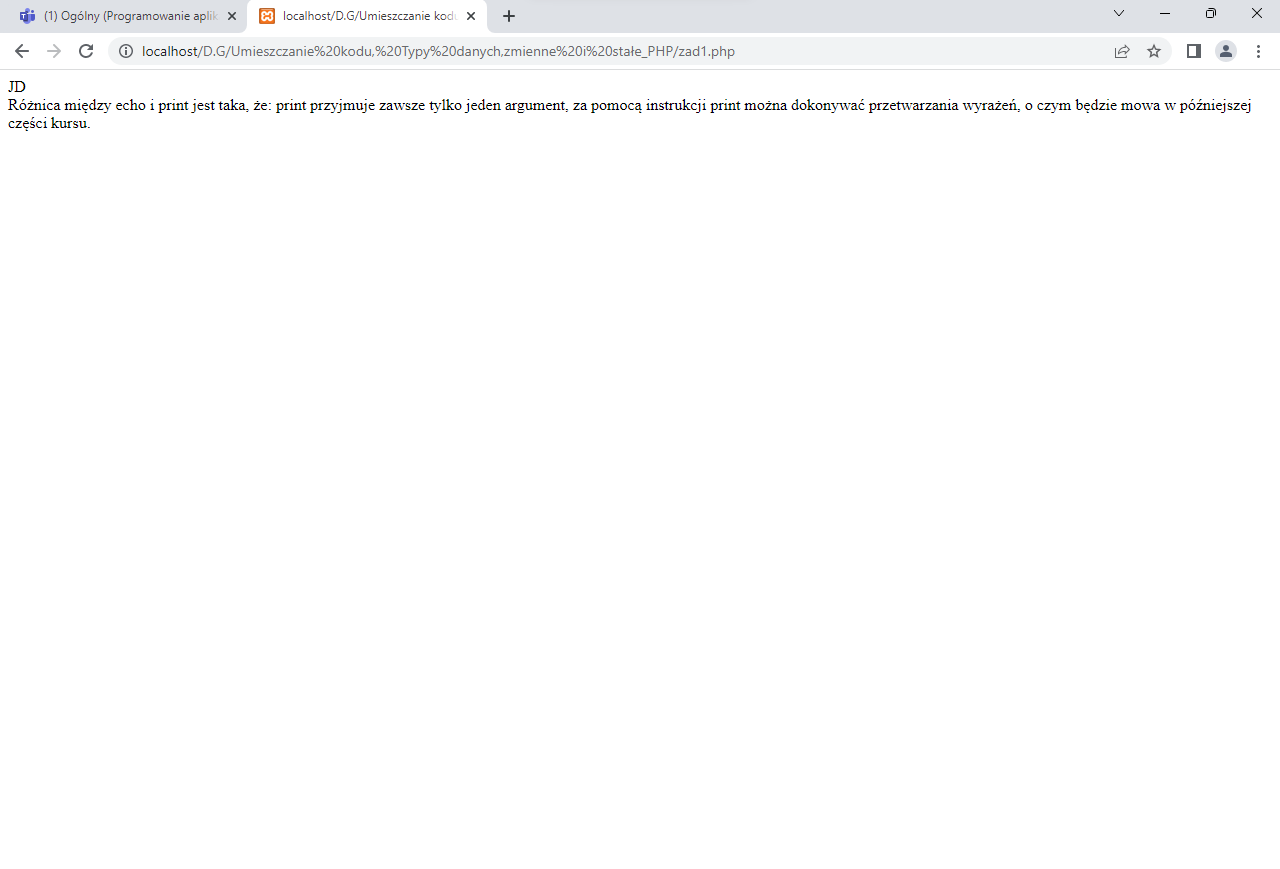 (1) Ogólny (Programowanie aplik
localhost/D.G/Umieszczanie kodu
localhost/D.G/Umieszczanie%20kodu,%20Typy%20danych,zmienne%20i%20stałe_PHP/zad1.php
JD
Różnica między echo i print jest taka, że: print przyjmuje zawsze tylko jeden argument, za pomocą instrukcji print można dokonywać przetwarzania wyrażeń, o czym będzie mowa w późniejszej
części kursu.